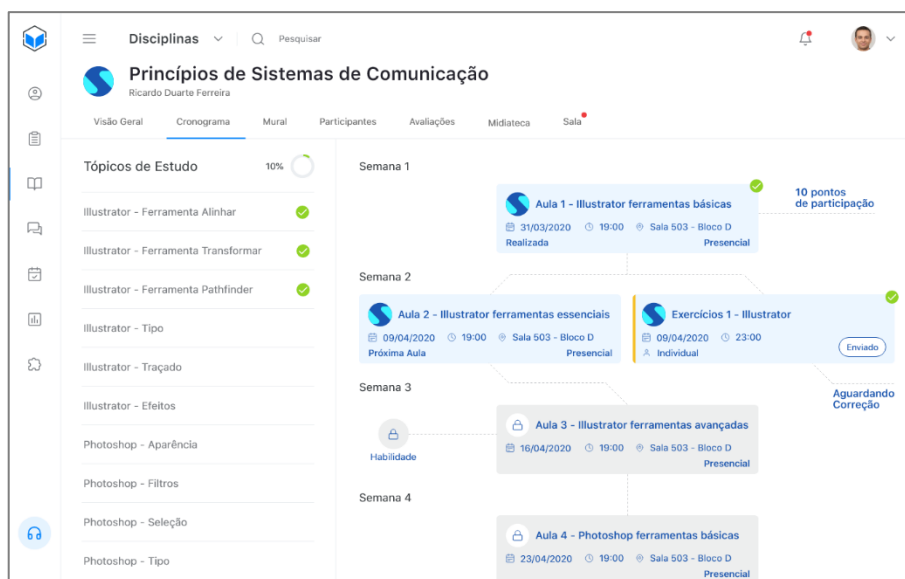 Disciplinas
Pesquisar
Princípios de Sistemas de Comunicação
Ricardo Duarte Ferreira
Visão Geral
Cronograma
Mural
Participantes
Avaliações
Midiateca
Sala
Tópicos de Estudo
10%
Illustrator - Ferramenta Alinhar
Illustrator - Ferramenta Transformar
Illustrator - Ferramenta Pathfinder
Illustrator - Tipo
Illustrator - Traçado
Illustrator - Efeitos
Photoshop - Aparência
Photoshop - Filtros
Photoshop - Seleção
Photoshop - Tipo
Semana 1
Aula 1 - Illustrator ferramentas básicas
31/03/2020 19:00 Sala 503 - Bloco D
Realizada Presencial
10 pontos
de participação
Semana 2
Aula 2 - Illustrator ferramentas essenciais
09/04/2020 19:00 Sala 503 - Bloco D
Próxima Aula Presencial
Exercícios 1 - Illustrator
09/04/2020 23:00
Individual
Enviado
Aguardando
Correção
Semana 3
Habilidade
Aula 3 - Illustrator ferramentas avançadas
16/04/2020 19:00 Sala 503 - Bloco D
Presencial
Semana 4
Aula 4 - Photoshop ferramentas básicas
23/04/2020 19:00 Sala 503 - Bloco D
Presencial